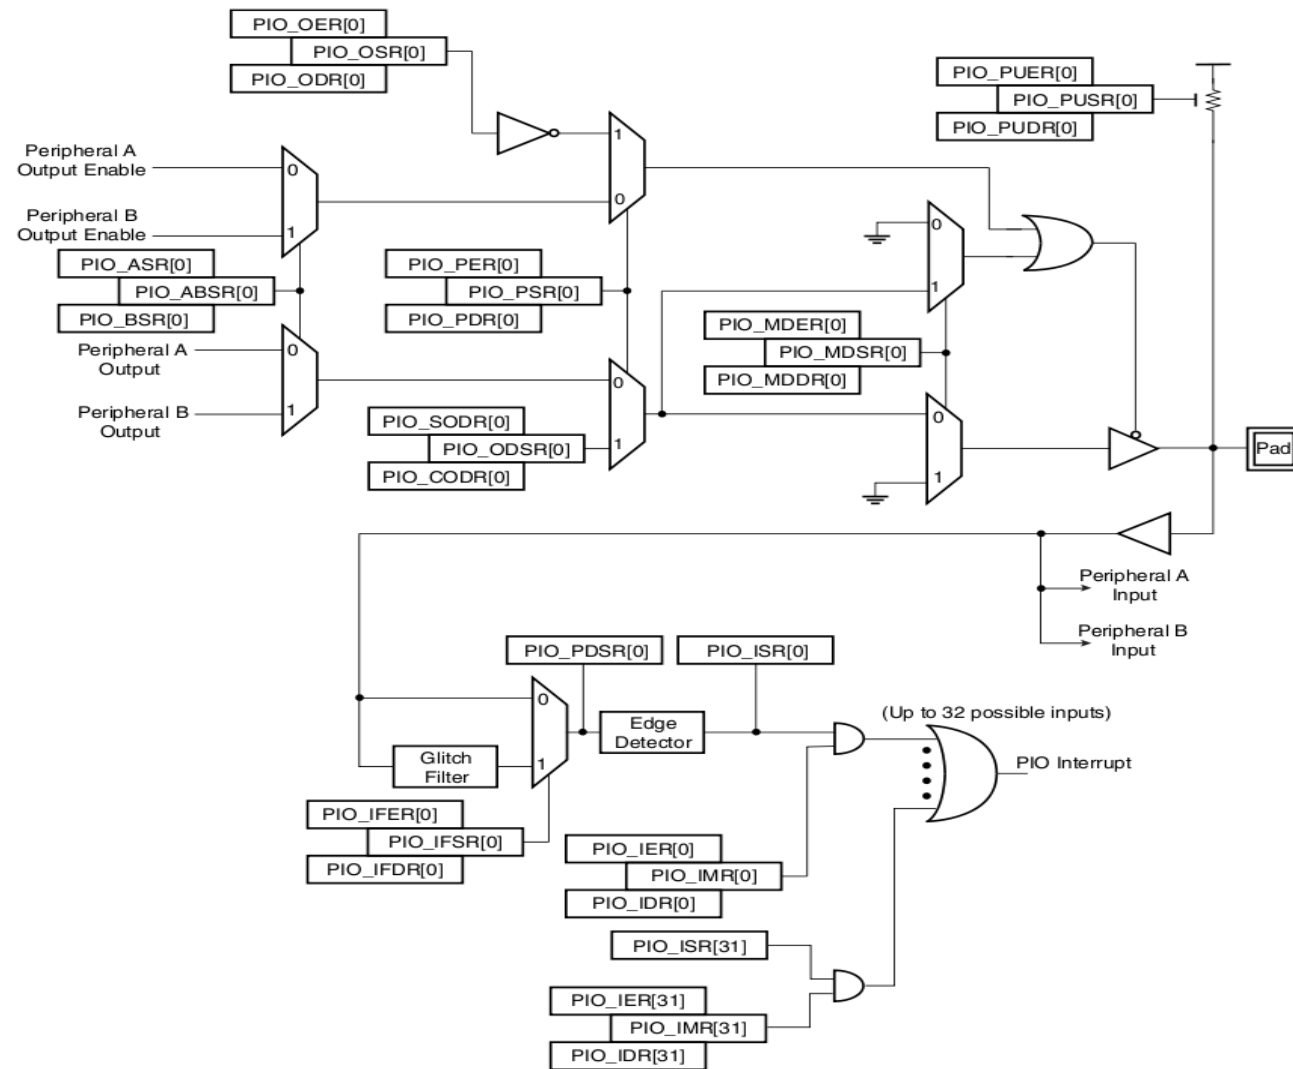 PIO_OER[0]
PIO_OSR[0]
PIO_ODR[0]
PIO_PUER[0]
PIO_PUSR[0]
PIO_PUDR[0]
1
0
Peripheral A
Output Enable
0
Peripheral B
Output Enable
1
PIO_ASR[0]
PIO_ABSR[0]
PIO_BSR[0]
PIO_PER[0]
PIO_PSR[0]
PIO_PDR[0]
0
1
PIO_MDER[0]
PIO_MDSR[0]
PIO_MDDR[0]
Peripheral A
Output
0
Peripheral B
Output
1
0
1
PIO_SODR[0]
PIO_ODSR[0]
PIO_CODR[0]
0
1
Pad
Peripheral A
Input
Peripheral B
Input
PIO_PDSR[0]
PIO_ISR[0]
0
1
Glitch
Filter
Edge
Detector
(Up to 32 possible inputs)
PIO Interrupt
PIO_IFER[0]
PIO_IFSR[0]
PIO_IFDR[0]
PIO_IER[0]
PIO_IMR[0]
PIO_IDR[0]
PIO_ISR[31]
PIO_IER[31]
PIO_IMR[31]
PIO_IDR[31]